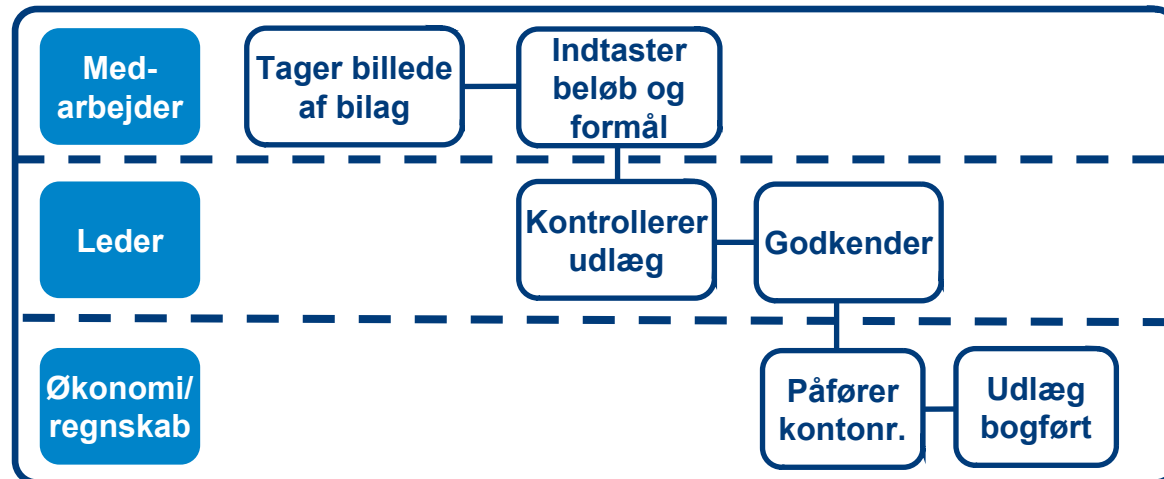 Med-
arbejder
Tager billede
af bilag
Indtaster
beløb og
formål
Leder
Kontrollerer
udlæg
Godkender
Økonomi/
regnskab
Påfører
kontonr.
Udlæg
bogført